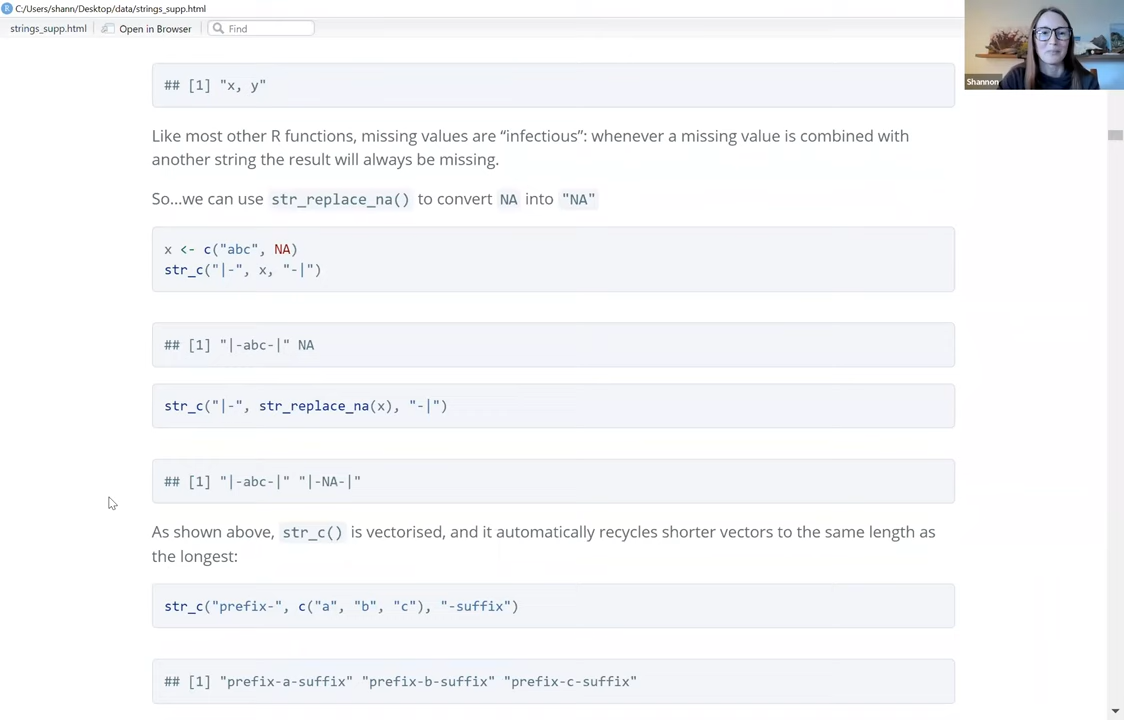 C:/Users/shann/Desktop/data/strings_supp.html
strings_supp.html Open in Browser Find
Shannon
## [1] "x, y"
Like most other R functions, missing values are “infectious”: whenever a missing value is combined with
another string the result will always be missing.
So...we can use str_replace_na() to convert NA into "NA"
x <- c("abc", NA)
str_c("|-", x, "-|")
## [1] "|-abc-|" NA
str_c("|-", str_replace_na(x), "-|")
## [1] "|-abc-|" "|-NA-|"
As shown above, str_c() is vectorised, and it automatically recycles shorter vectors to the same length as
the longest:
str_c("prefix-", c("a", "b", "c"), "-suffix")
## [1] "prefix-a-suffix" "prefix-b-suffix" "prefix-c-suffix"